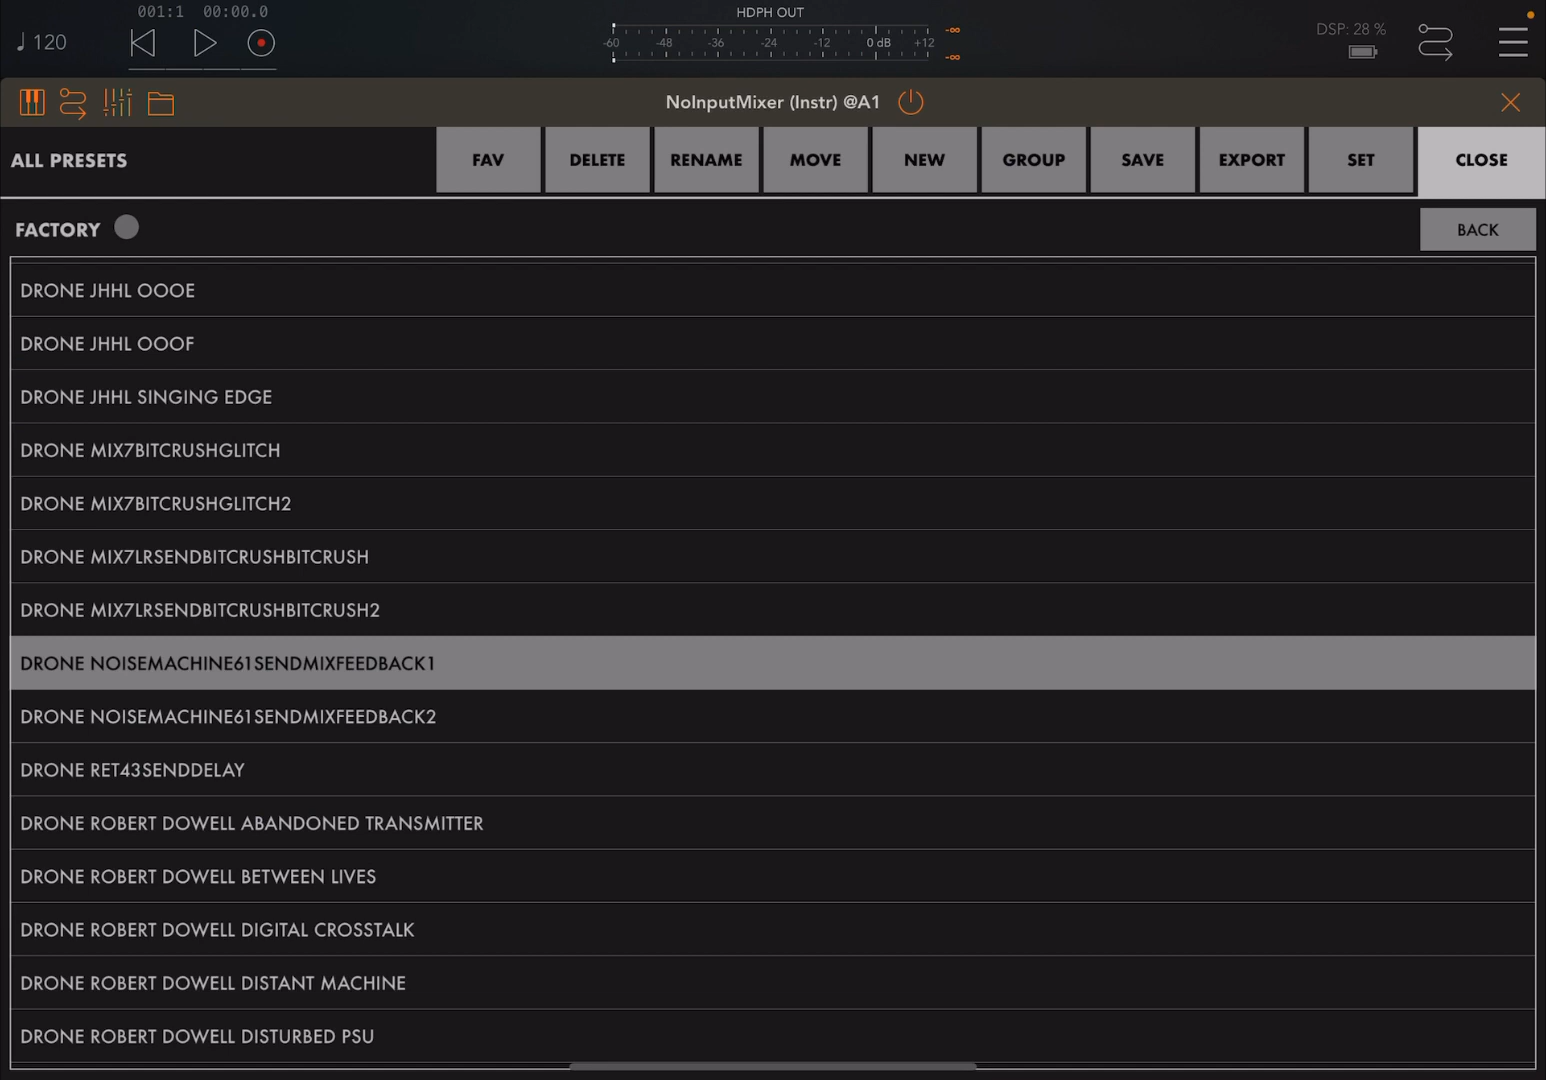 001:1 00:00.0
HDPH OUT
♩ 120
-60 -48 -36 -24 -12 0 dB +12
-∞
-∞
DSP: 28 %
NoInputMixer (Instr) @A1
ALL PRESETS
FAV DELETE RENAME MOVE NEW GROUP SAVE EXPORT SET CLOSE
FACTORY
BACK
DRONE JHHL OOOE
DRONE JHHL OOOF
DRONE JHHL SINGING EDGE
DRONE MIX7BITCRUSHGLITCH
DRONE MIX7BITCRUSHGLITCH2
DRONE MIX7LRSENDBITCRUSHBITCRUSH
DRONE MIX7LRSENDBITCRUSHBITCRUSH2
DRONE NOISEMACHINE61SENDMIXFEEDBACK1
DRONE NOISEMACHINE61SENDMIXFEEDBACK2
DRONE RET43SENDDELAY
DRONE ROBERT DOWELL ABANDONED TRANSMITTER
DRONE ROBERT DOWELL BETWEEN LIVES
DRONE ROBERT DOWELL DIGITAL CROSSTALK
DRONE ROBERT DOWELL DISTANT MACHINE
DRONE ROBERT DOWELL DISTURBED PSU